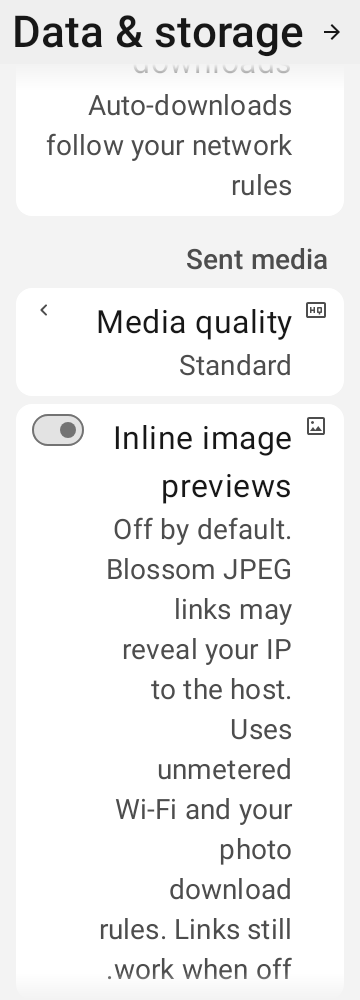 Data & storage
downloads
Auto-downloads
follow your network
rules
Sent media
Media quality
HQ
Standard
Inline image
previews
Off by default.
Blossom JPEG
links may
reveal your IP
to the host.
Uses
unmetered
Wi-Fi and your
photo
download
rules. Links still
.work when off